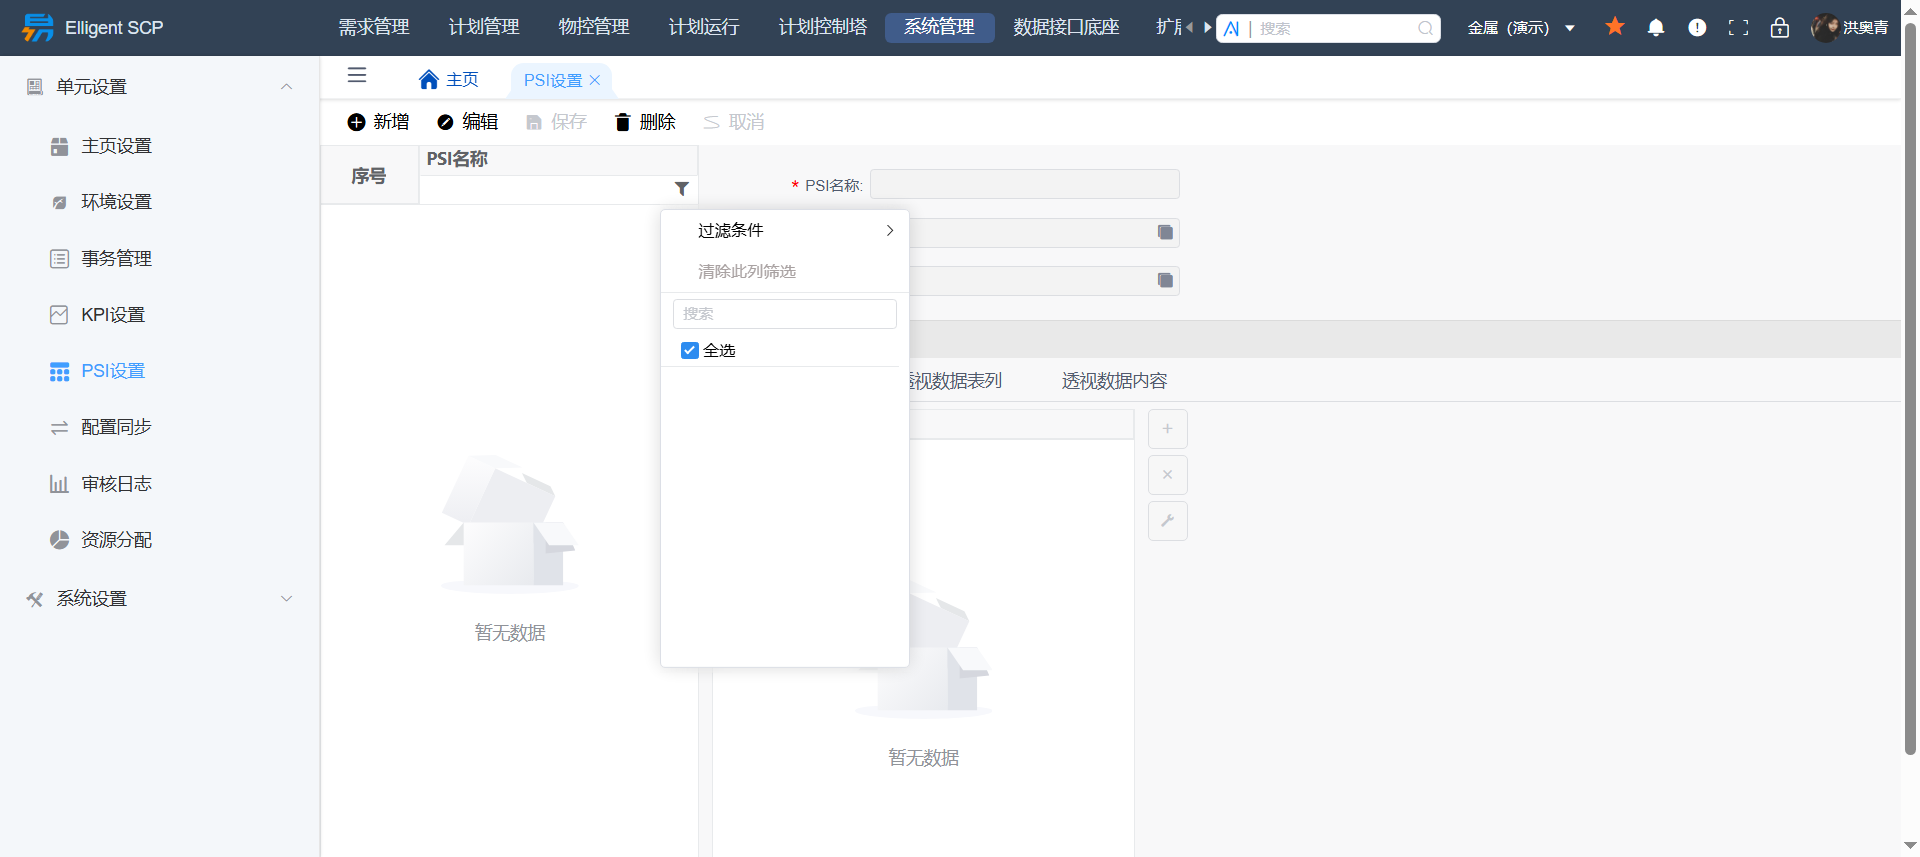 Elligent SCP
需求管理
计划管理
物控管理
计划运行
计划控制塔
系统管理
数据接口底座
搜索
金属 (演示)
洪奥青
单元设置
主页设置
环境设置
事务管理
KPI设置
PSI设置
配置同步
审核日志
资源分配
系统设置
主页
PSI设置
新增
编辑
保存
删除
取消
序号
PSI名称
* PSI名称:
过滤条件
清除此列筛选
搜索
全选
视数据表列
透视数据内容
暂无数据
暂无数据